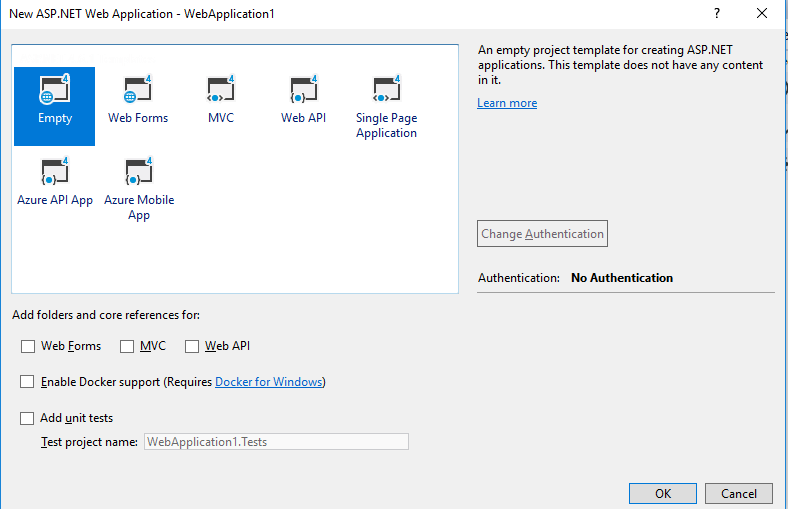 New ASP.NET Web Application - WebApplication1
?
Empty
Web Forms
MVC
Web API
Single Page
Application
Azure API App
Azure Mobile
App
An empty project template for creating ASP.NET
applications. This template does not have any content
in it.
Learn more
Change Authentication
Authentication: No Authentication
Add folders and core references for:
Web Forms MVC Web API
Enable Docker support (Requires Docker for Windows)
Add unit tests
Test project name: WebApplication1.Tests
OK Cancel